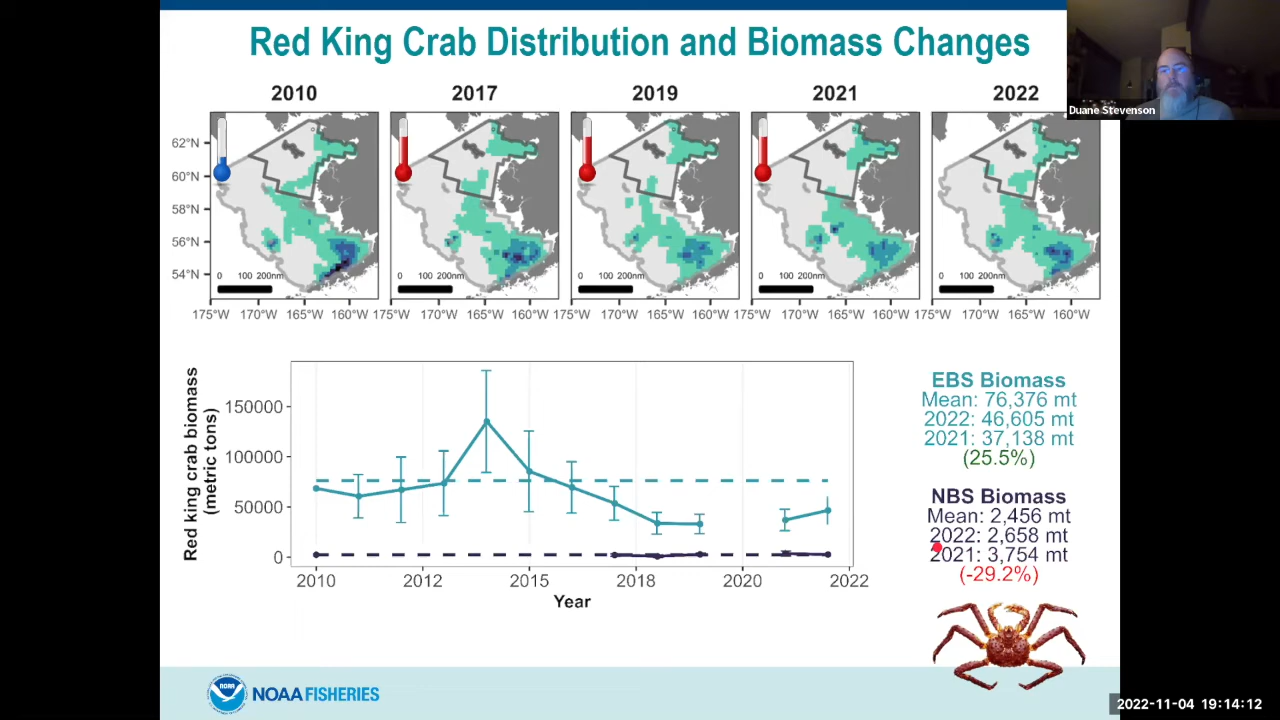 Red King Crab Distribution and Biomass Changes
Duane Stevenson
2010 2017 2019 2021 2022
62°N
60°N
58°N
56°N
54°N
0 100 200nm 0 100 200nm 0 100 200nm 0 100 200nm 0 100 200nm
175°W 170°W 165°W 160°W 175°W 170°W 165°W 160°W 175°W 170°W 165°W 160°W 175°W 170°W 165°W 160°W 175°W 170°W 165°W 160°W
Red king crab biomass
(metric tons)
150000
100000
50000
0
2010 2012 2015 2018 2020 2022
Year
EBS Biomass
Mean: 76,376 mt
2022: 46,605 mt
2021: 37,138 mt
(25.5%)
NBS Biomass
Mean: 2,456 mt
2022: 2,658 mt
2021: 3,754 mt
(-29.2%)
NOAA
NOAA FISHERIES
2022-11-04 19:14:12